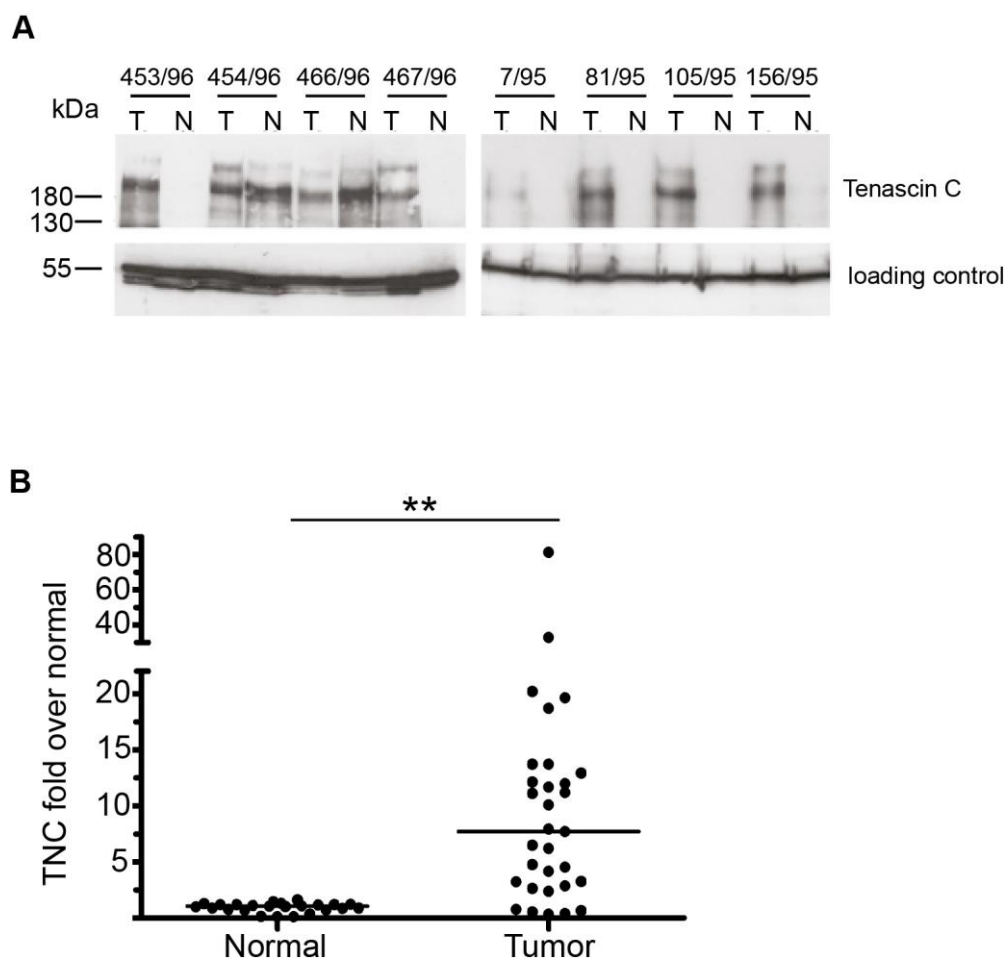 A
453/96 454/96 466/96 467/96 7/95 81/95 105/95 156/95
kDa T N T N T N T N T N T N T N T N
180 Tenascin C
130
55 loading control
B
**
TNC fold over normal
80
60
40
20
15
10
5
Normal Tumor